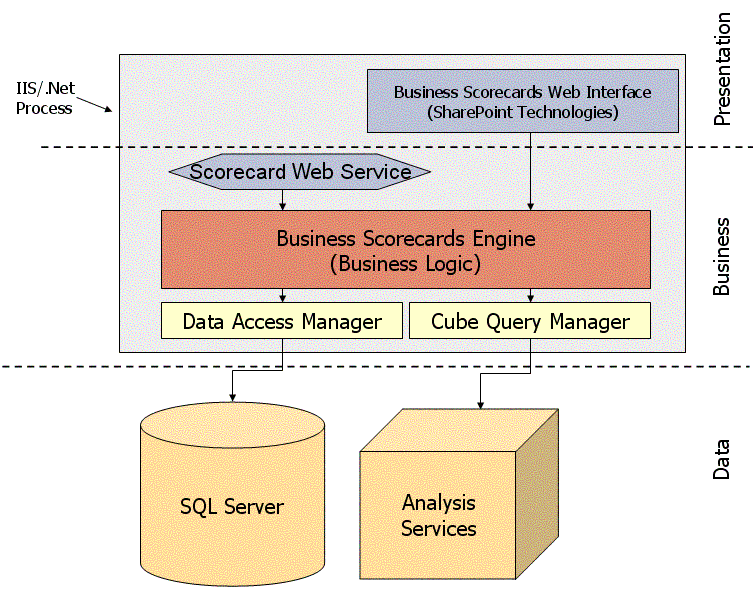 Presentation
IIS/.Net
Process
Business Scorecards Web Interface
(SharePoint Technologies)
Scorecard Web Service
Business
Business Scorecards Engine
(Business Logic)
Data Access Manager
Cube Query Manager
Data
SQL Server
Analysis
Services